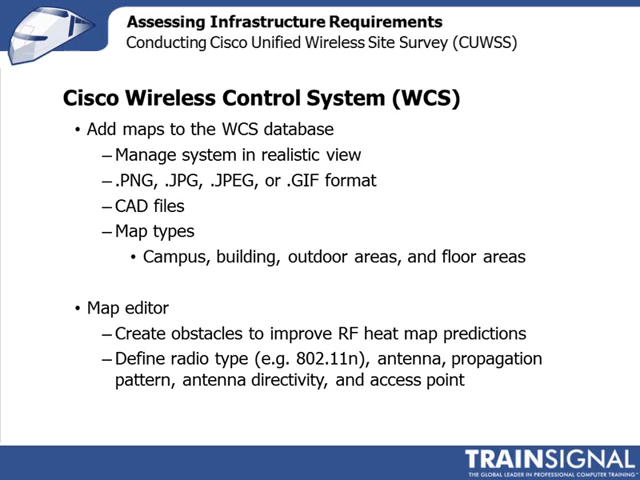 Assessing Infrastructure Requirements
Conducting Cisco Unified Wireless Site Survey (CUWSS)
Cisco Wireless Control System (WCS)
• Add maps to the WCS database
– Manage system in realistic view
– .PNG, .JPG, .JPEG, or .GIF format
– CAD files
– Map types
• Campus, building, outdoor areas, and floor areas
• Map editor
– Create obstacles to improve RF heat map predictions
– Define radio type (e.g. 802.11n), antenna, propagation
pattern, antenna directivity, and access point
TRAINSIGNAL
THE GLOBAL LEADER IN PROFESSIONAL COMPUTER TRAINING™